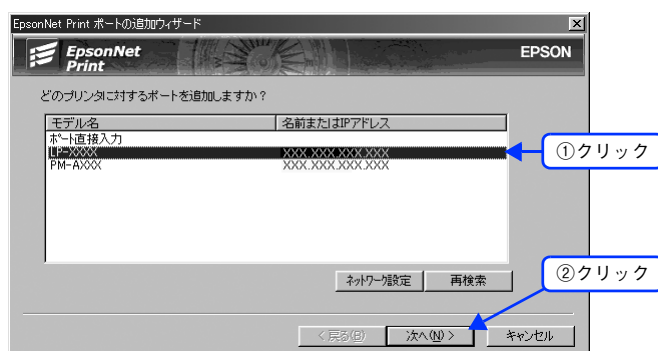 EpsonNet Print ポートの追加ウィザード
EpsonNet
Print
EPSON
どのプリンタに対するポートを追加しますか？
モデル名 名前またはIPアドレス
ポート直接入力
LP-XXXX XXX.XXX.XXX.XXX
PM-AXXX XXX.XXX.XXX.XXX
①クリック
ネットワーク設定 再検索
②クリック
< 戻る(B) 次へ(N) > キャンセル